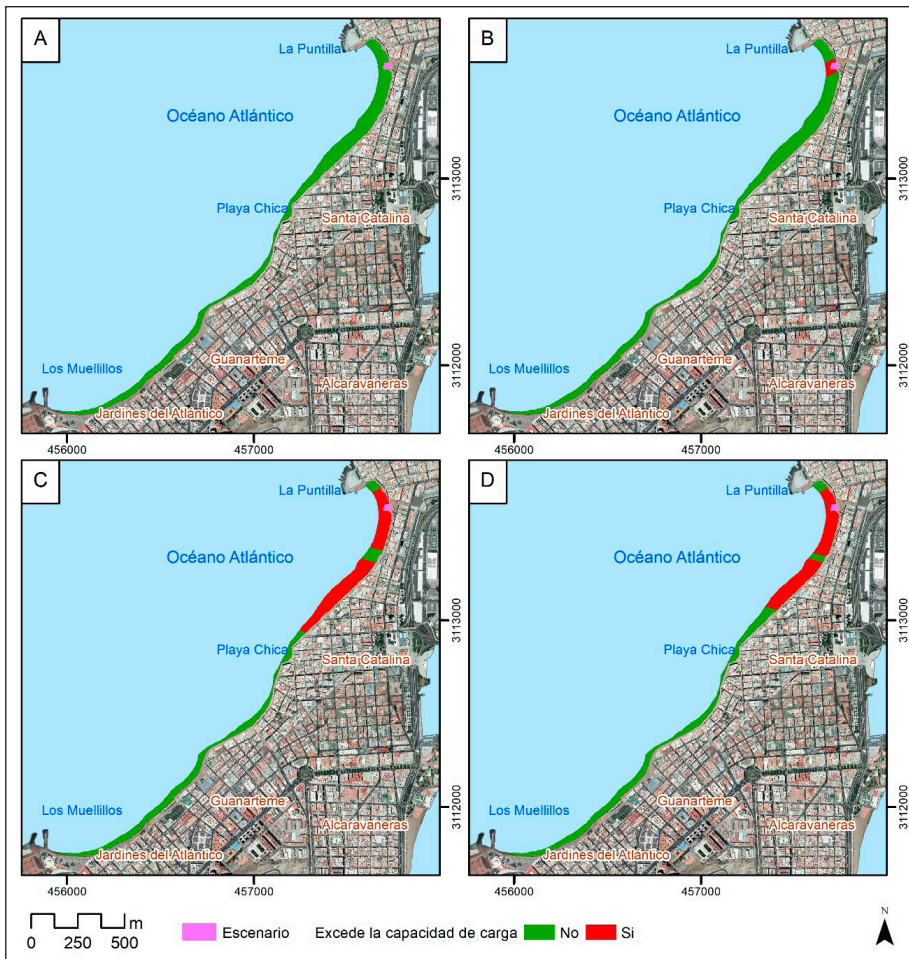 A
La Puntilla
Océano Atlántico
Playa Chica
Santa Catalina
Guanarteme
Los Muellillos
Alcaravaneras
Jardines del Atlántico
3113000
3112000
456000
457000
B
La Puntilla
Océano Atlántico
Playa Chica
Santa Catalina
Guanarteme
Los Muellillos
Alcaravaneras
Jardines del Atlántico
3113000
3112000
456000
457000
C
La Puntilla
Océano Atlántico
Playa Chica
Santa Catalina
Guanarteme
Los Muellillos
Alcaravaneras
Jardines del Atlántico
3113000
3112000
456000
457000
D
La Puntilla
Océano Atlántico
Playa Chica
Santa Catalina
Guanarteme
Los Muellillos
Alcaravaneras
Jardines del Atlántico
3113000
3112000
456000
457000
m
0 250 500
Escenario
Excede la capacidad de carga
No
Si
N